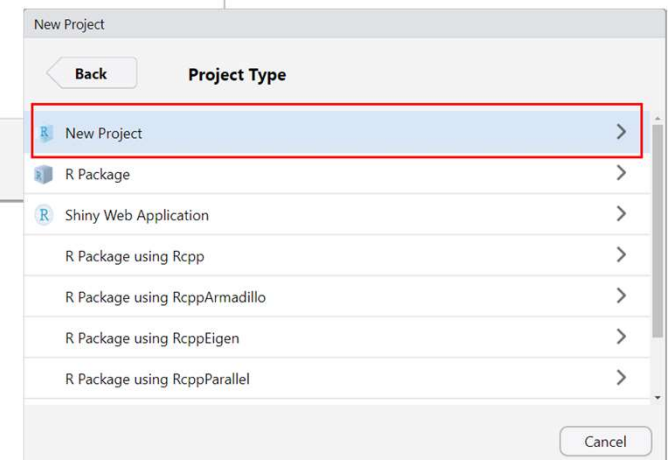 New Project
Back
Project Type
R New Project
R R Package
R Shiny Web Application
R Package using Rcpp
R Package using RcppArmadillo
R Package using RcppEigen
R Package using RcppParallel
Cancel